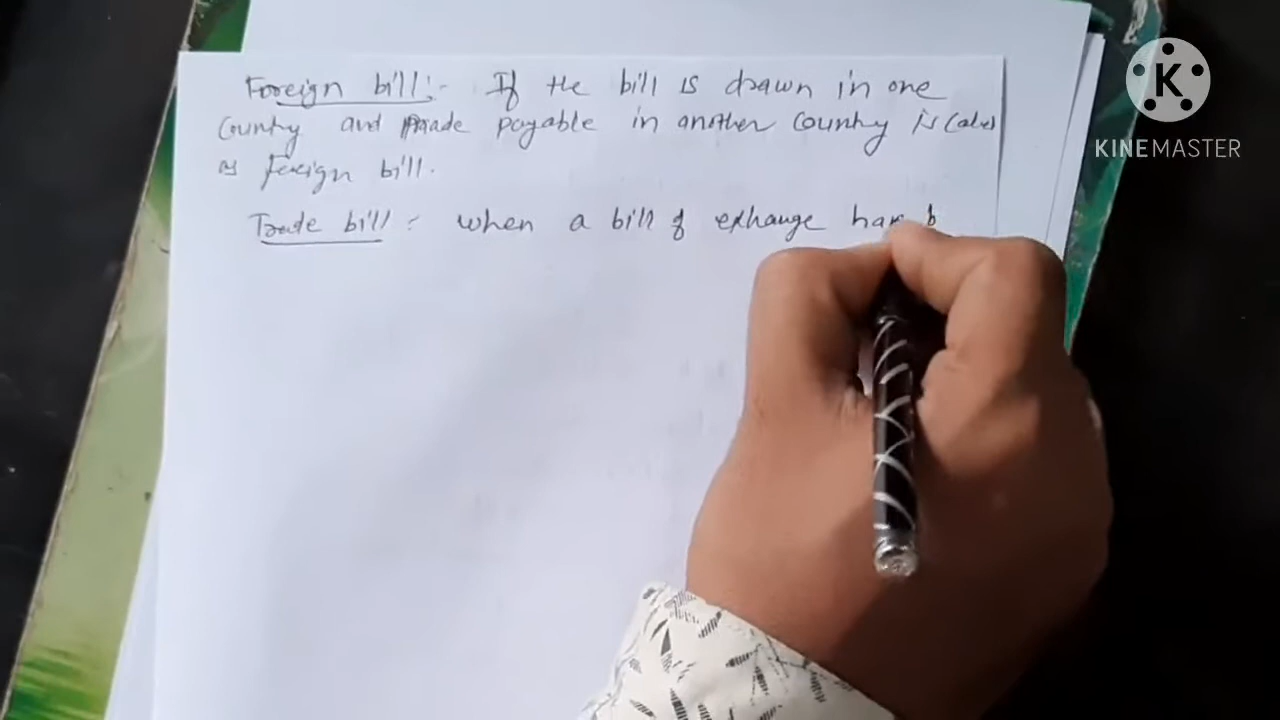 Foreign bill:- If the bill is drawn in one
Country and made payable in another Country is
as foreign bill.
Trade bill:- when a bill of exhange has b
K
KINEMASTER